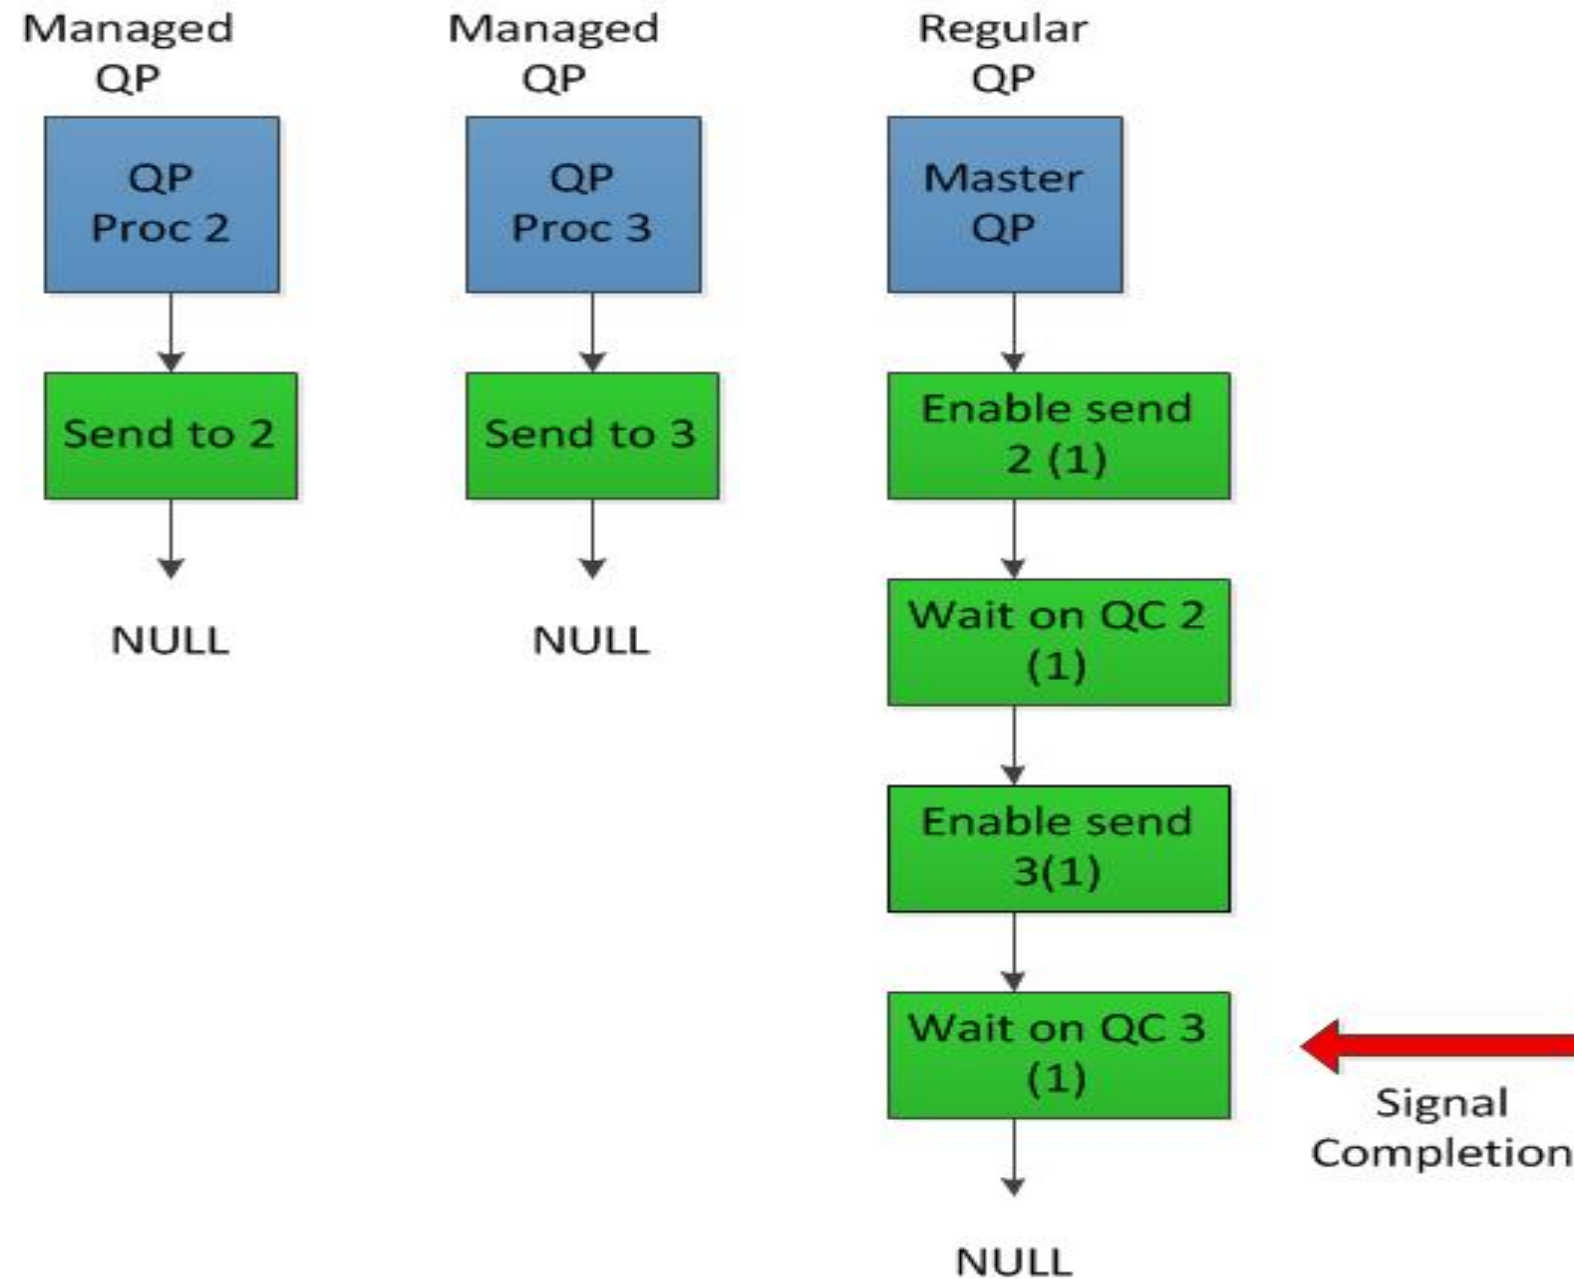 Managed
QP
Managed
QP
Regular
QP
QP
Proc 2
QP
Proc 3
Master
QP
Send to 2
Send to 3
Enable send
2 (1)
NULL
NULL
Wait on QC 2
(1)
Enable send
3(1)
Wait on QC 3
(1)
Signal
Completion
NULL